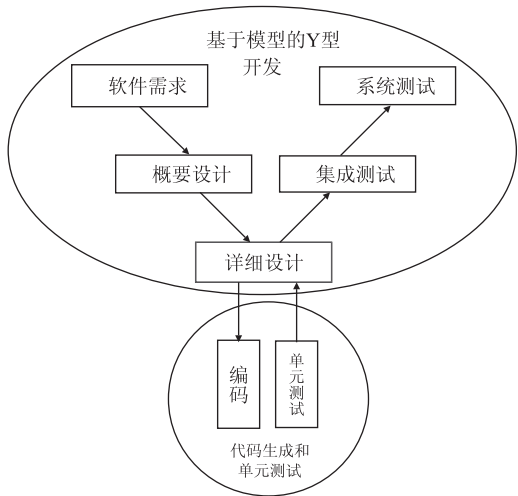 基于模型的Y型
开发
软件需求
系统测试
概要设计
集成测试
详细设计
编码
单元测试
代码生成和
单元测试